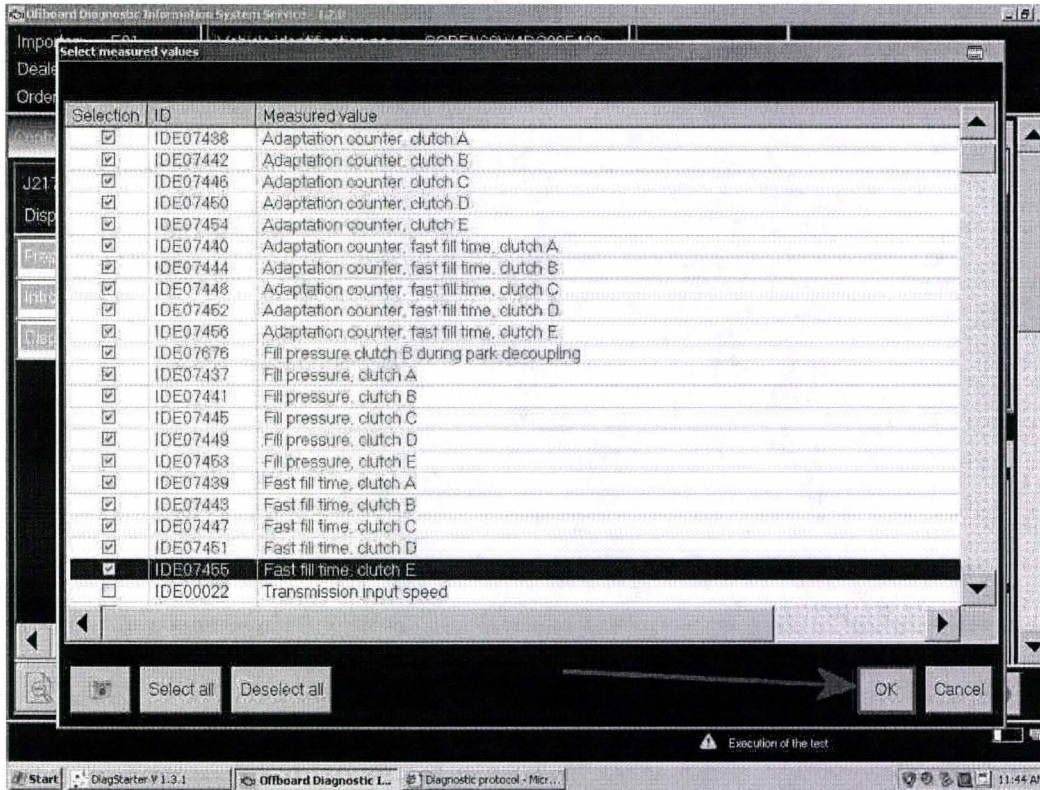 Offboard Diagnostic Information System Service - 1.2.0
Select measured values
Dealer
Order
Selection ID Measured value
IDE07438 Adaptation counter, clutch A
IDE07442 Adaptation counter, clutch B
IDE07446 Adaptation counter, clutch C
IDE07450 Adaptation counter, clutch D
IDE07454 Adaptation counter, clutch E
IDE07440 Adaptation counter, fast fill time, clutch A
IDE07444 Adaptation counter, fast fill time, clutch B
IDE07448 Adaptation counter, fast fill time, clutch C
IDE07452 Adaptation counter, fast fill time, clutch D
IDE07456 Adaptation counter, fast fill time, clutch E
IDE07676 Fill pressure clutch B during park decoupling
IDE07437 Fill pressure, clutch A
IDE07441 Fill pressure, clutch B
IDE07445 Fill pressure, clutch C
IDE07449 Fill pressure, clutch D
IDE07453 Fill pressure, clutch E
IDE07439 Fast fill time, clutch A
IDE07443 Fast fill time, clutch B
IDE07447 Fast fill time, clutch C
IDE07451 Fast fill time, clutch D
IDE07455 Fast fill time, clutch E
IDE00022 Transmission input speed
J217
Disp
Select all Deselect all OK Cancel
Execution of the test
Start DiagStarter V 1.3.1 Offboard Diagnostic I... Diagnostic protocol - Micr... 11:44 AM